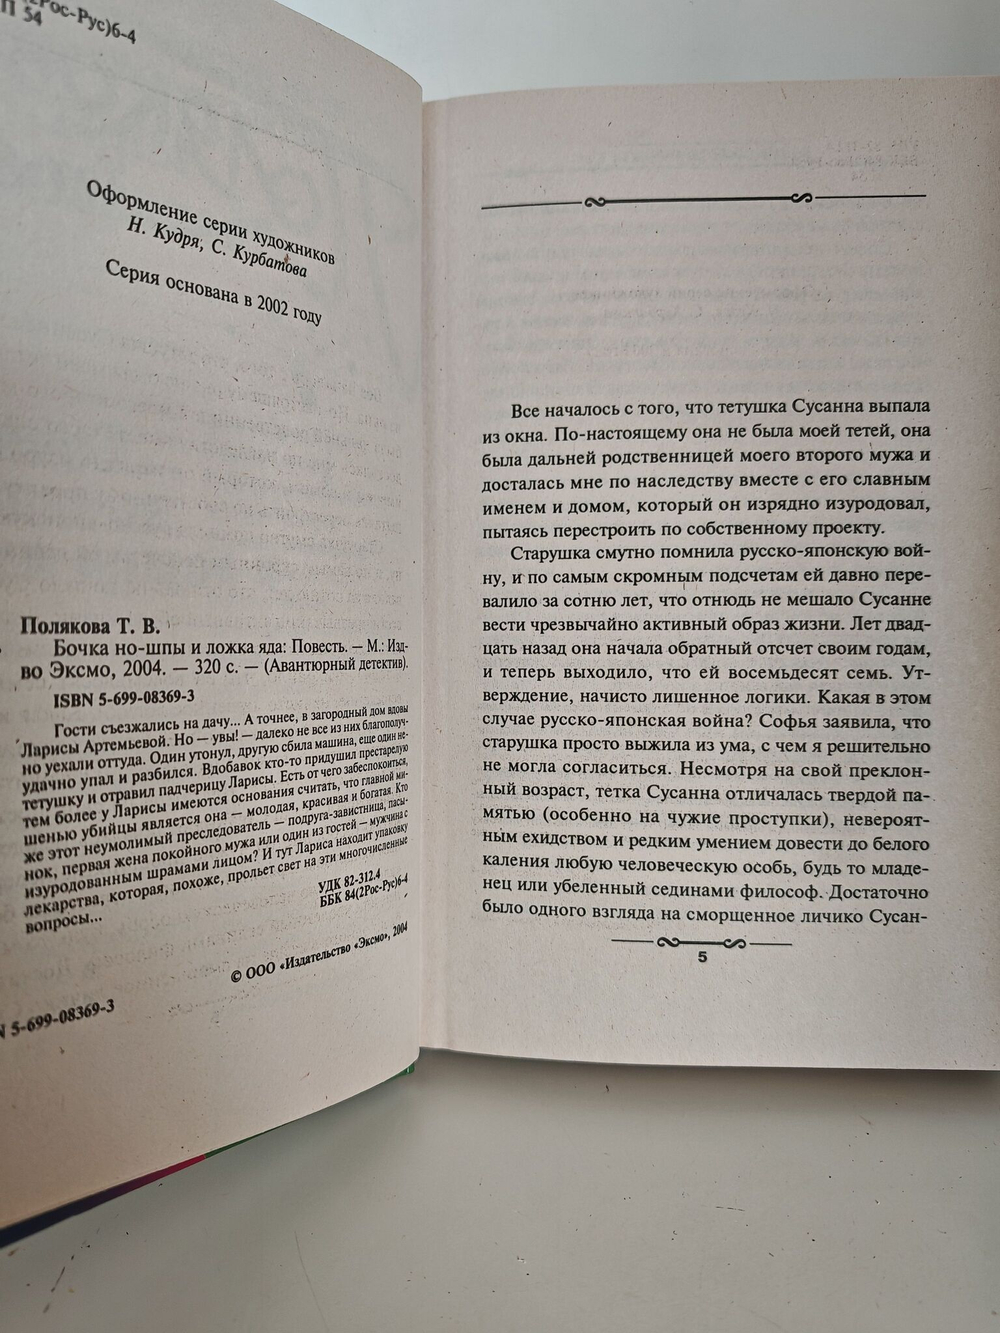 2Рос-Рус)6-4
П 54
Оформление серии художников
Н. Кудря, С. Курбатова
Серия основана в 2002 году
Полякова Т. В.
Бочка но-шпы и ложка яда: Повесть. — М.: Изд-
во Эксмо, 2004. — 320 с. — (Авантюрный детектив).
ISBN 5-699-08369-3
Гости съезжались на дачу... А точнее, в загородный дом вдовы
Ларисы Артемьевой. Но — увы! — далеко не все из них благополуч-
но уехали оттуда. Один утонул, другую сбила машина, еще один не-
удачно упал и разбился. Вдобавок кто-то придушил престарелую
тетушку и отравил падчерицу Ларисы. Есть от чего забеспокоиться,
тем более у Ларисы имеются основания считать, что главной ми-
шенью убийцы является она — молодая, красивая и богатая. Кто
же этот неумолимый преследователь — подруга-завистница, пасы-
нок, первая жена покойного мужа или один из гостей — мужчина с
изуродованным шрамами лицом? И тут Лариса находит упаковку
лекарства, которая, похоже, прольет свет на эти многочисленные
вопросы...
УДК 82-312.4
ББК 84(2Рос-Рус)6-4
© ООО «Издательство «Эксмо», 2004
N 5-699-08369-3
Все началось с того, что тетушка Сусанна выпала
из окна. По-настоящему она не была моей тетей, она
была дальней родственницей моего второго мужа и
досталась мне по наследству вместе с его славным
именем и домом, который он изрядно изуродовал,
пытаясь перестроить по собственному проекту.
Старушка смутно помнила русско-японскую вой-
ну, и по самым скромным подсчетам ей давно пере-
валило за сотню лет, что отнюдь не мешало Сусанне
вести чрезвычайно активный образ жизни. Лет двад-
цать назад она начала обратный отсчет своим годам,
и теперь выходило, что ей восемьдесят семь. Ут-
верждение, начисто лишенное логики. Какая в этом
случае русско-японская война? Софья заявила, что
старушка просто выжила из ума, с чем я решительно
не могла согласиться. Несмотря на свой преклон-
ный возраст, тетка Сусанна отличалась твердой па-
мятью (особенно на чужие проступки), невероят-
ным ехидством и редким умением довести до белого
каления любую человеческую особь, будь то младе-
нец или убеленный сединами философ. Достаточно
было одного взгляда на сморщенное личико Сусан-
5